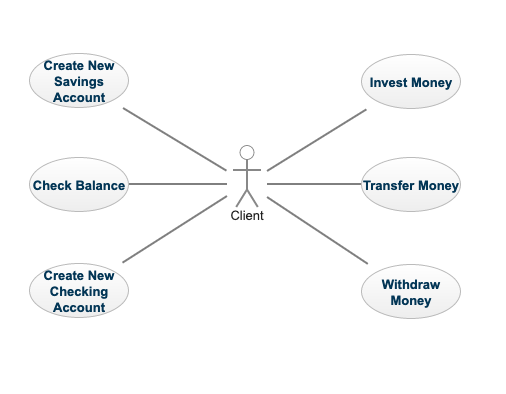 Create New
Savings
Account
Invest Money
Check Balance
Transfer Money
Client
Create New
Checking
Account
Withdraw
Money